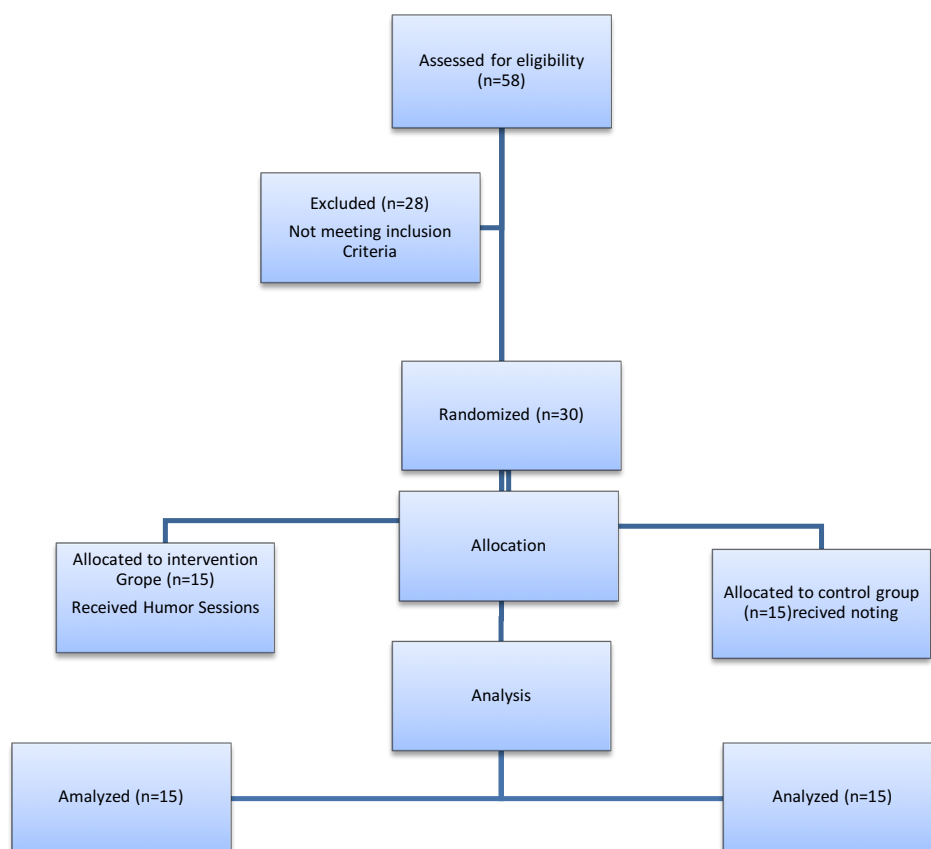 Assessed for eligibility
(n=58)
Excluded (n=28)
Not meeting inclusion
Criteria
Randomized (n=30)
Allocation
Allocated to intervention
Grope (n=15)
Received Humor Sessions
Allocated to control group
(n=15)recived noting
Analysis
Amalyzed (n=15)
Analyzed (n=15)